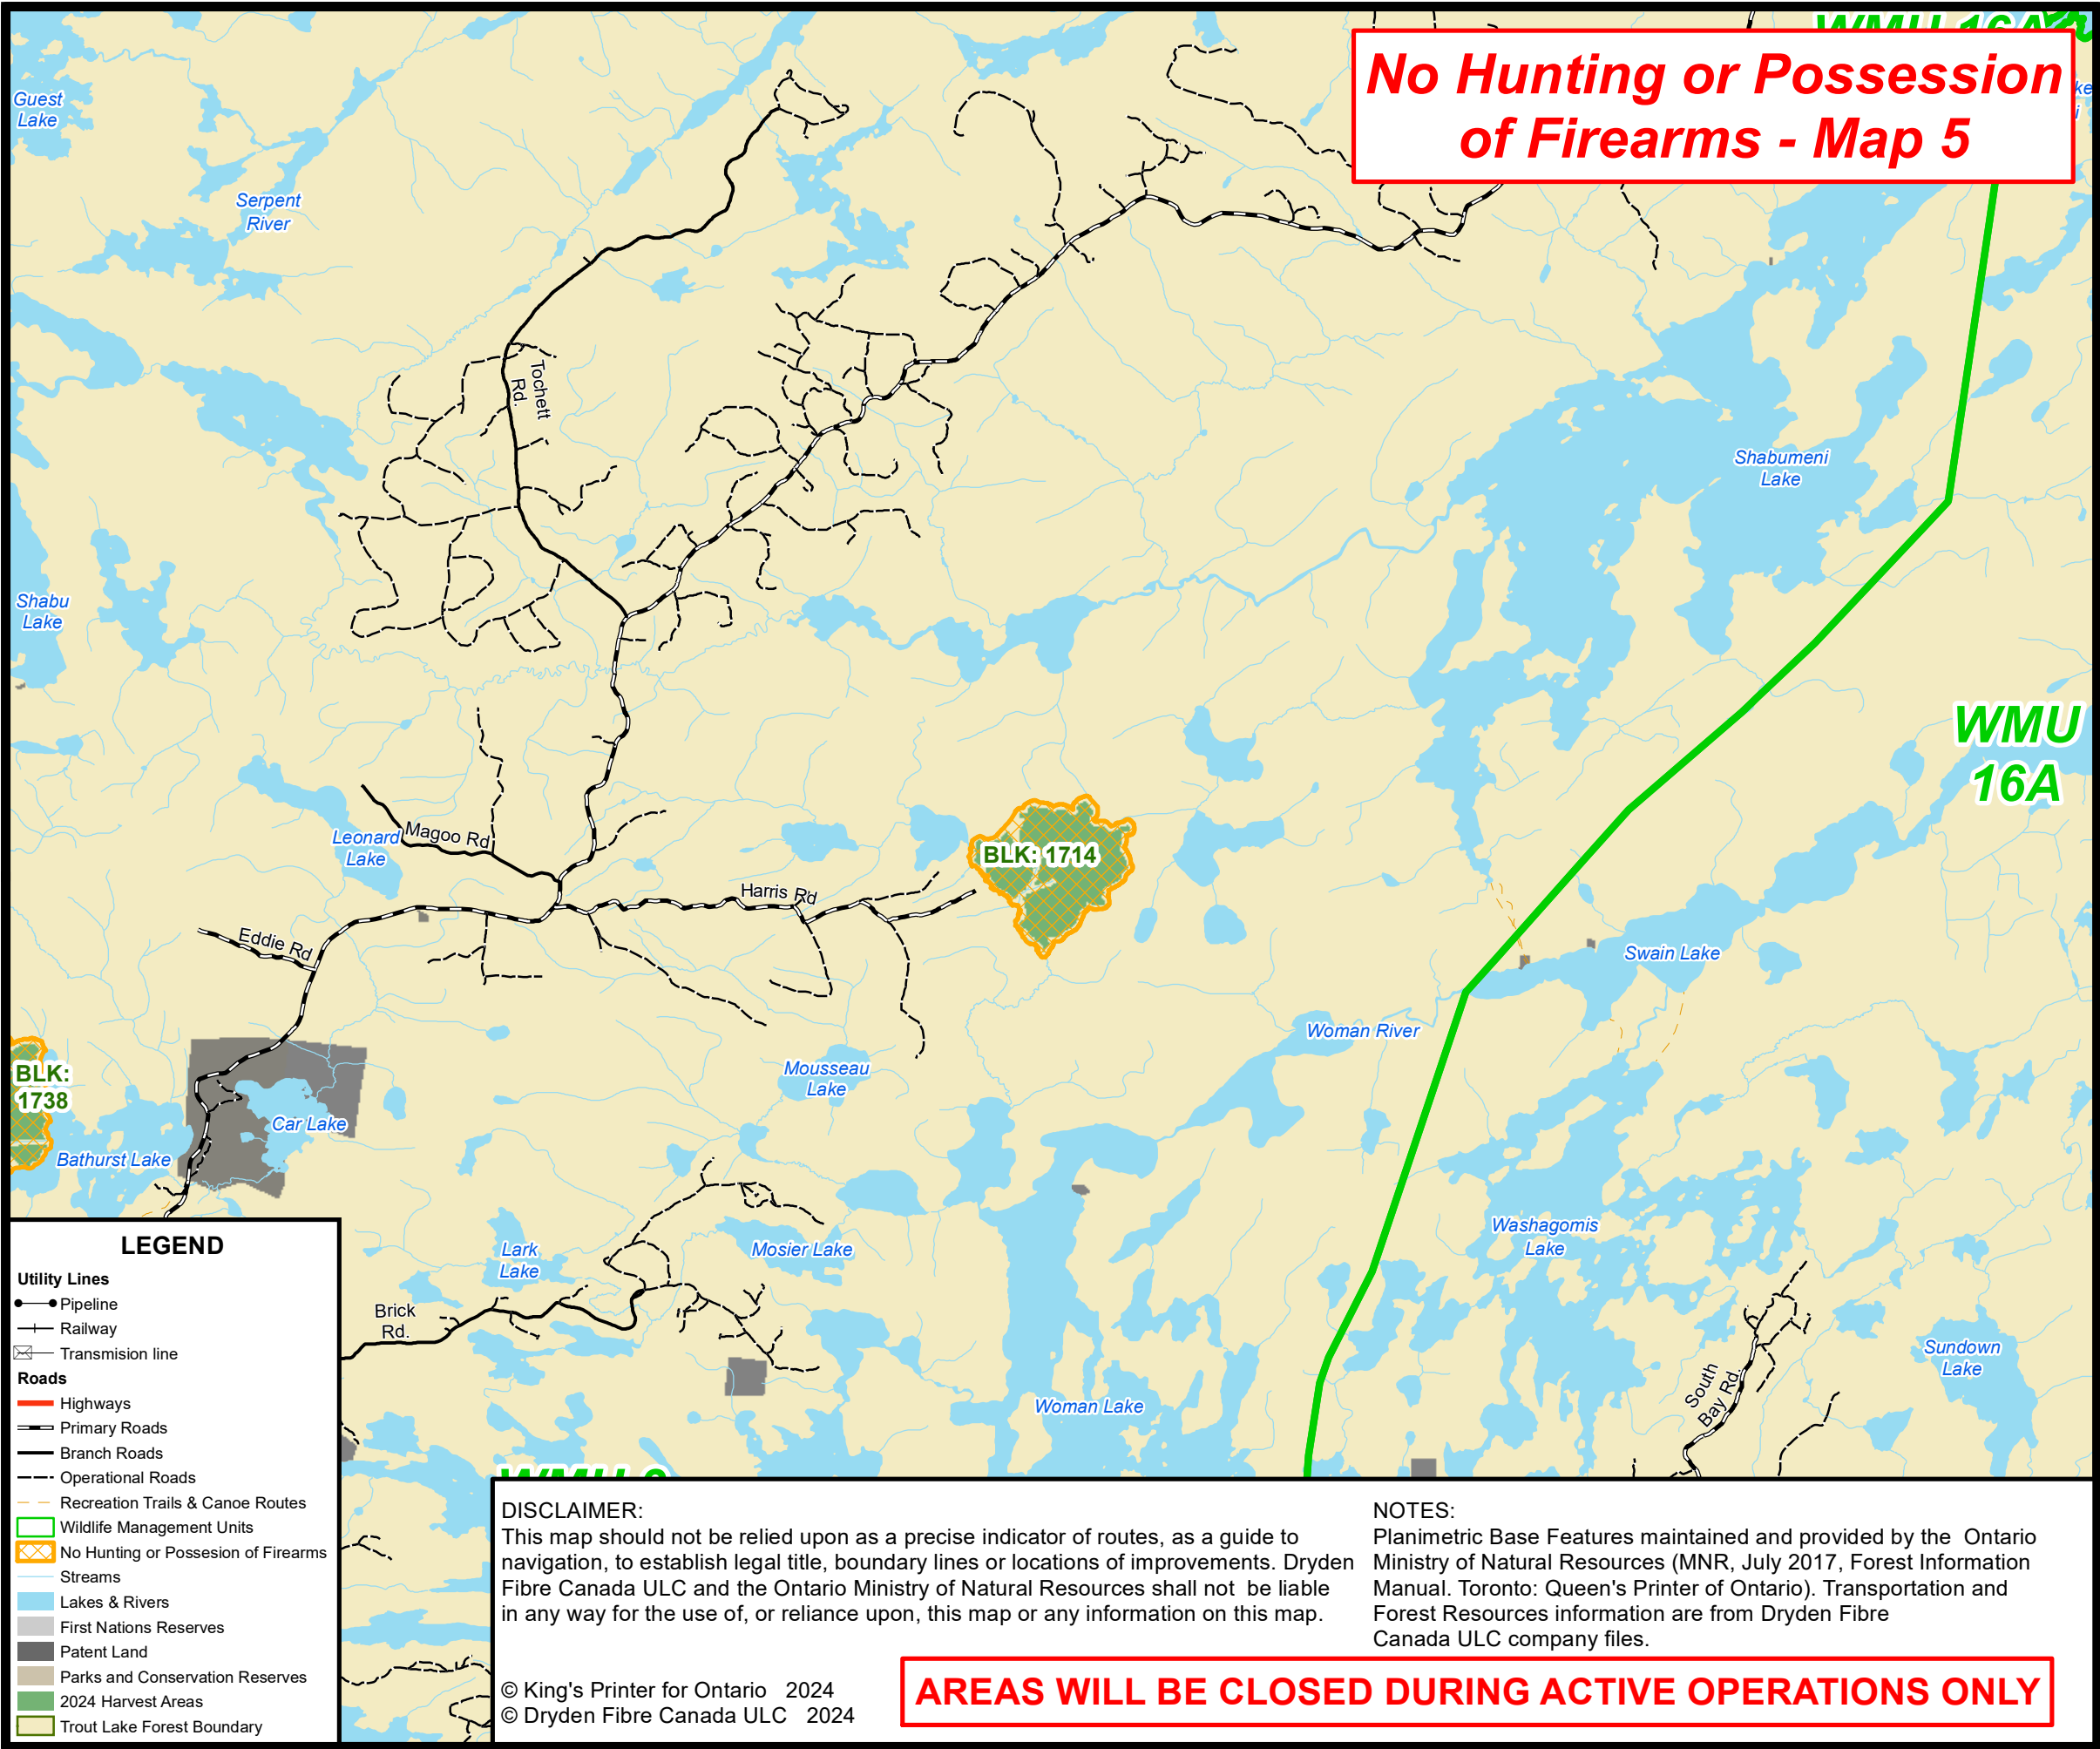 WMU 16A
No Hunting or Possession
of Firearms - Map 5
Guest
Lake
Serpent
River
Tochett
Rd.
Shabumeni
Lake
Shabu
Lake
WMU
16A
Leonard
Lake
Magoo Rd
BLK: 1714
Harris Rd
Eddie Rd
Swain Lake
Woman River
BLK:
1738
Mousseau
Lake
Car Lake
Bathurst Lake
Washagomis
Lake
Lark
Lake
Mosier Lake
Brick
Rd.
Sundown
Lake
South
Bay Rd.
Woman Lake
LEGEND
Utility Lines
Pipeline
Railway
Transmision line
Roads
Highways
Primary Roads
Branch Roads
Operational Roads
Recreation Trails & Canoe Routes
Wildlife Management Units
No Hunting or Possesion of Firearms
Streams
Lakes & Rivers
First Nations Reserves
Patent Land
Parks and Conservation Reserves
2024 Harvest Areas
Trout Lake Forest Boundary
DISCLAIMER:
This map should not be relied upon as a precise indicator of routes, as a guide to
navigation, to establish legal title, boundary lines or locations of improvements. Dryden
Fibre Canada ULC and the Ontario Ministry of Natural Resources shall not be liable
in any way for the use of, or reliance upon, this map or any information on this map.
© King's Printer for Ontario 2024
© Dryden Fibre Canada ULC 2024
NOTES:
Planimetric Base Features maintained and provided by the Ontario
Ministry of Natural Resources (MNR, July 2017, Forest Information
Manual. Toronto: Queen's Printer of Ontario). Transportation and
Forest Resources information are from Dryden Fibre
Canada ULC company files.
AREAS WILL BE CLOSED DURING ACTIVE OPERATIONS ONLY